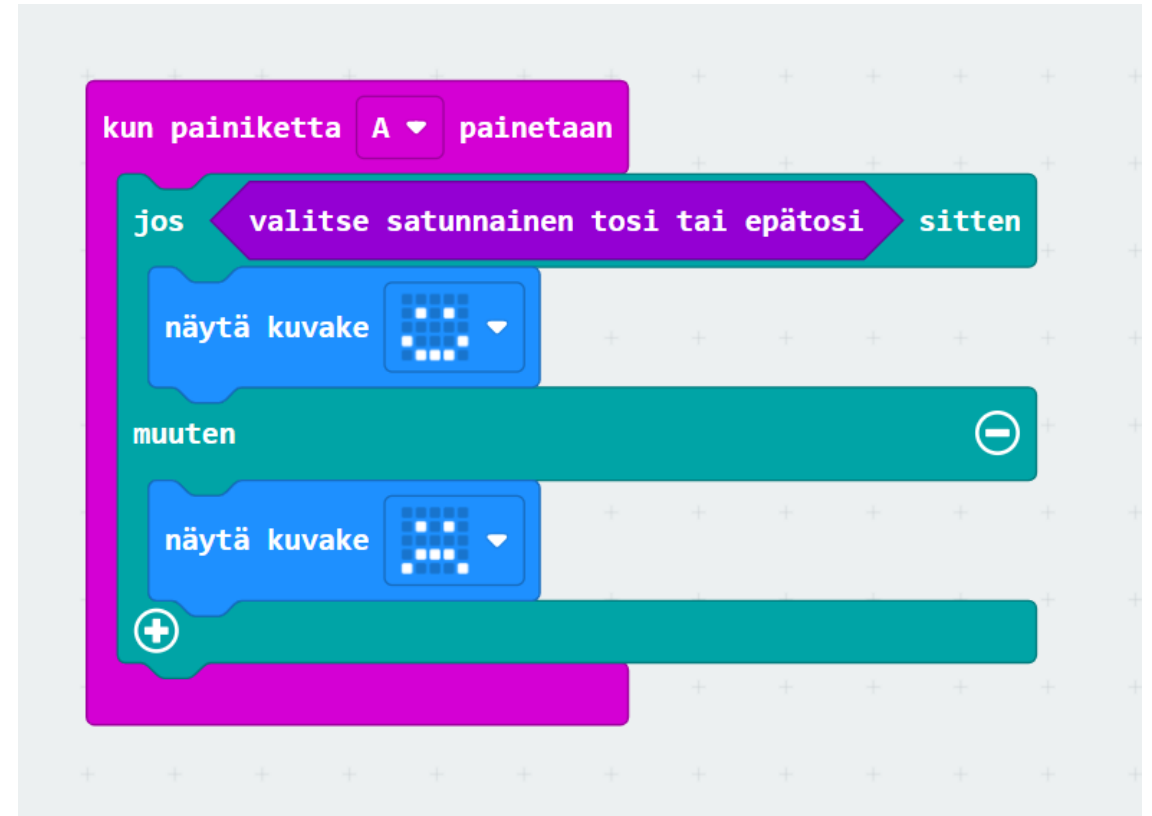 kun painiketta A painetaan
jos valitse satunnainen tosi tai epätosi sitten
näytä kuvake
muuten
näytä kuvake